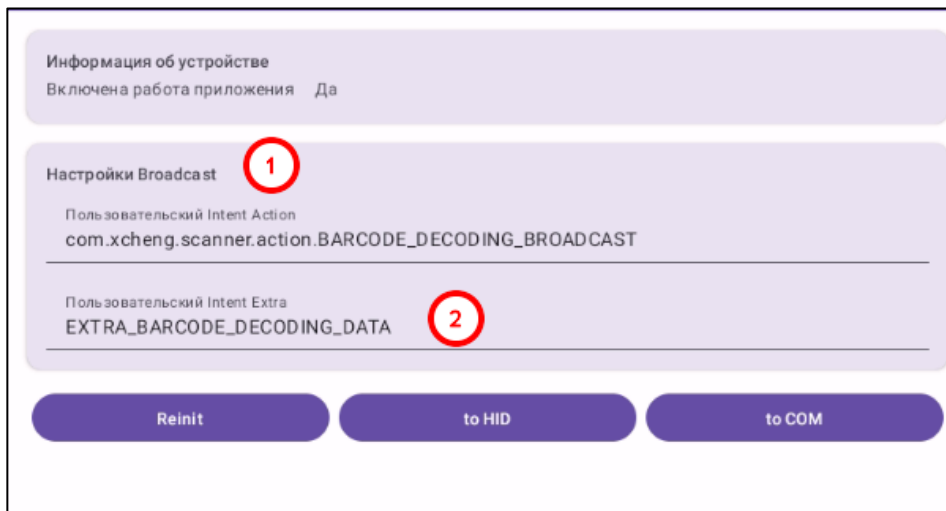 Информация об устройстве
Включена работа приложения Да
Настройки Broadcast 1
Пользовательский Intent Action
com.xcheng.scanner.action.BARCODE_DECODING_BROADCAST
Пользовательский Intent Extra
EXTRA_BARCODE_DECODING_DATA 2
Reinit to HID to COM